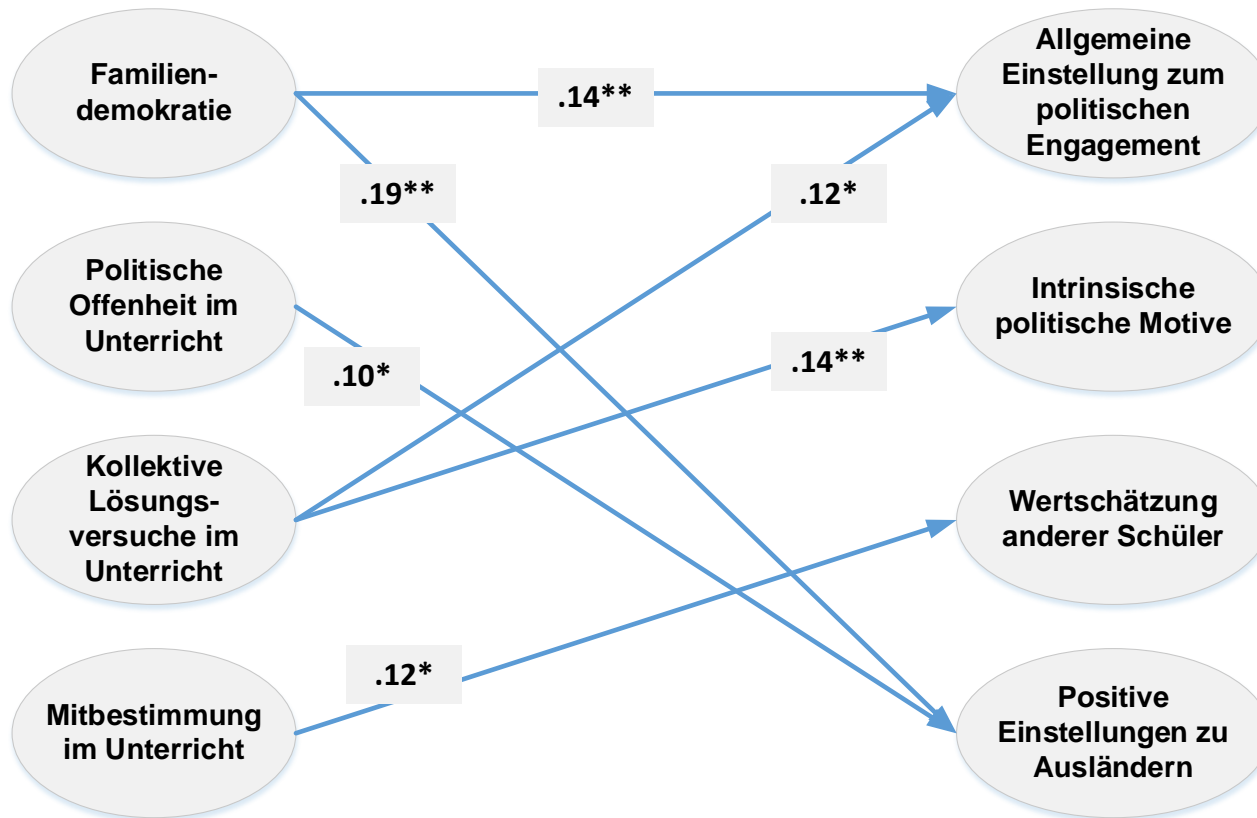 Familien-
demokratie
.14**
Allgemeine
Einstellung zum
politischen
Engagement
.19**
.12*
Politische
Offenheit im
Unterricht
.10*
Intrinsische
politische Motive
.14**
Kollektive
Lösungs-
versuche im
Unterricht
Wertschätzung
anderer Schüler
Mitbestimmung
im Unterricht
.12*
Positive
Einstellungen zu
Ausländern